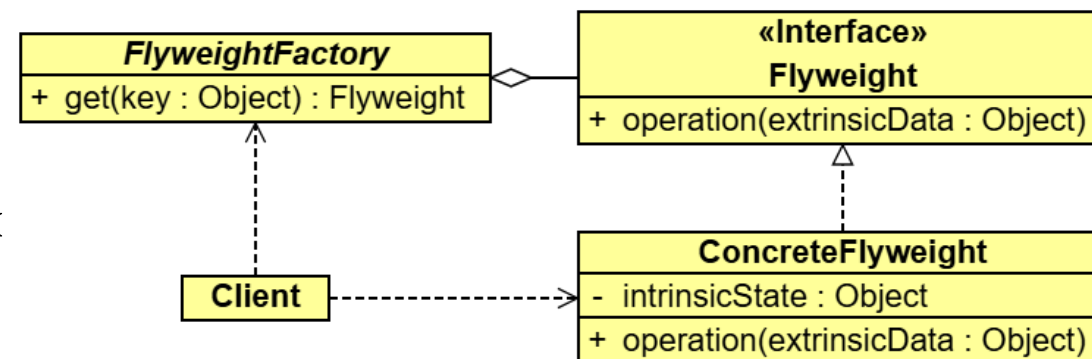 FlyweightFactory
+ get(key : Object) : Flyweight
«Interface»
Flyweight
+ operation(extrinsicData : Object)
Client
ConcreteFlyweight
- intrinsicState : Object
+ operation(extrinsicData : Object)